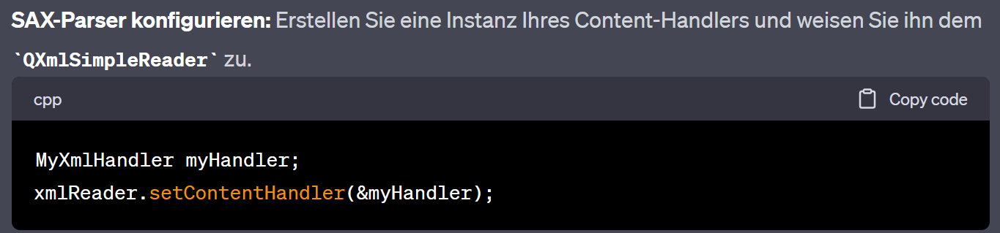 SAX-Parser konfigurieren: Erstellen Sie eine Instanz Ihres Content-Handlers und weisen Sie ihn dem
`QXmlSimpleReader` zu.
cpp Copy code
MyXmlHandler myHandler;
xmlReader.setContentHandler(&myHandler);